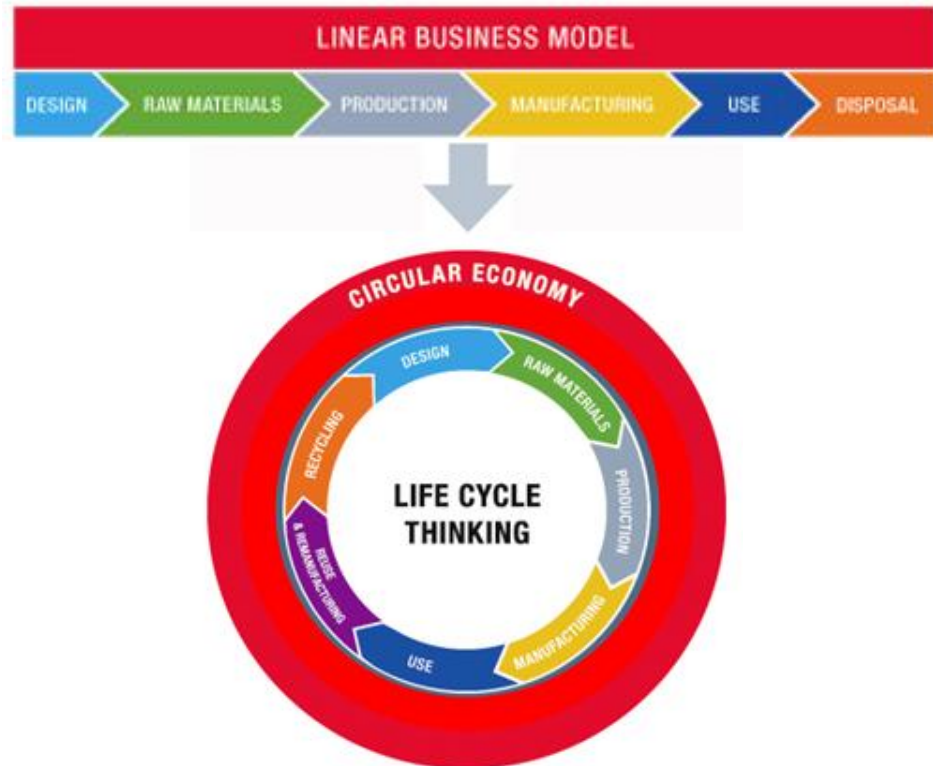 LINEAR BUSINESS MODEL
DESIGN
RAW MATERIALS
PRODUCTION
MANUFACTURING
USE
DISPOSAL
CIRCULAR ECONOMY
DESIGN
RAW MATERIALS
PRODUCTION
MANUFACTURING
USE
REUSE
& REMANUFACTURING
RECYCLING
LIFE CYCLE
THINKING